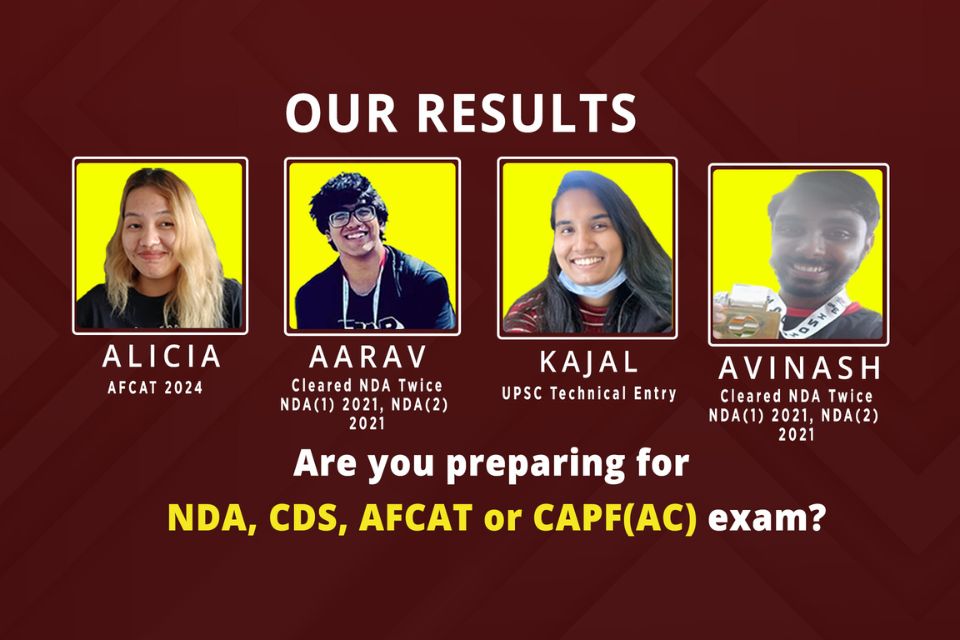 OUR RESULTS
ALICIA
AFCAT 2024
AARAV
Cleared NDA Twice
NDA(1) 2021, NDA(2)
2021
KAJAL
UPSC Technical Entry
AVINASH
Cleared NDA Twice
NDA(1) 2021, NDA(2)
2021
Are you preparing for
NDA, CDS, AFCAT or CAPF(AC) exam?